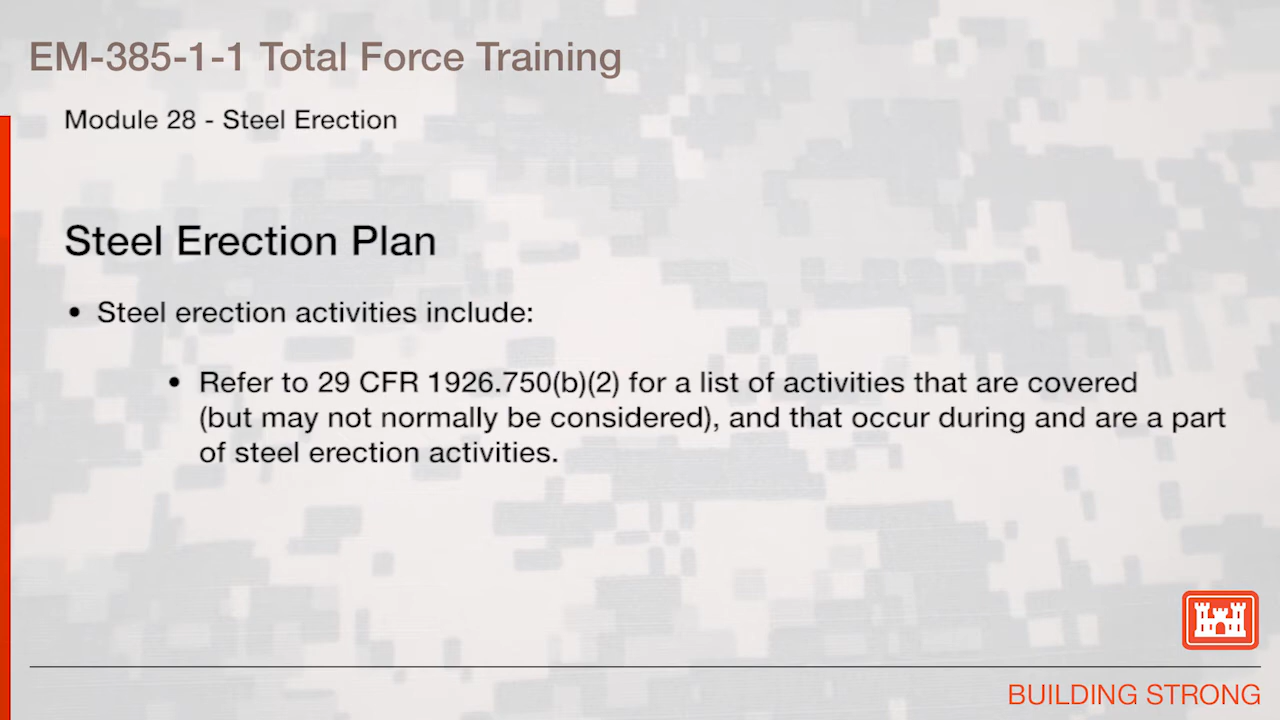 EM-385-1-1 Total Force Training
Module 28 - Steel Erection
Steel Erection Plan
• Steel erection activities include:
• Refer to 29 CFR 1926.750(b)(2) for a list of activities that are covered
(but may not normally be considered), and that occur during and are a part
of steel erection activities.
BUILDING STRONG